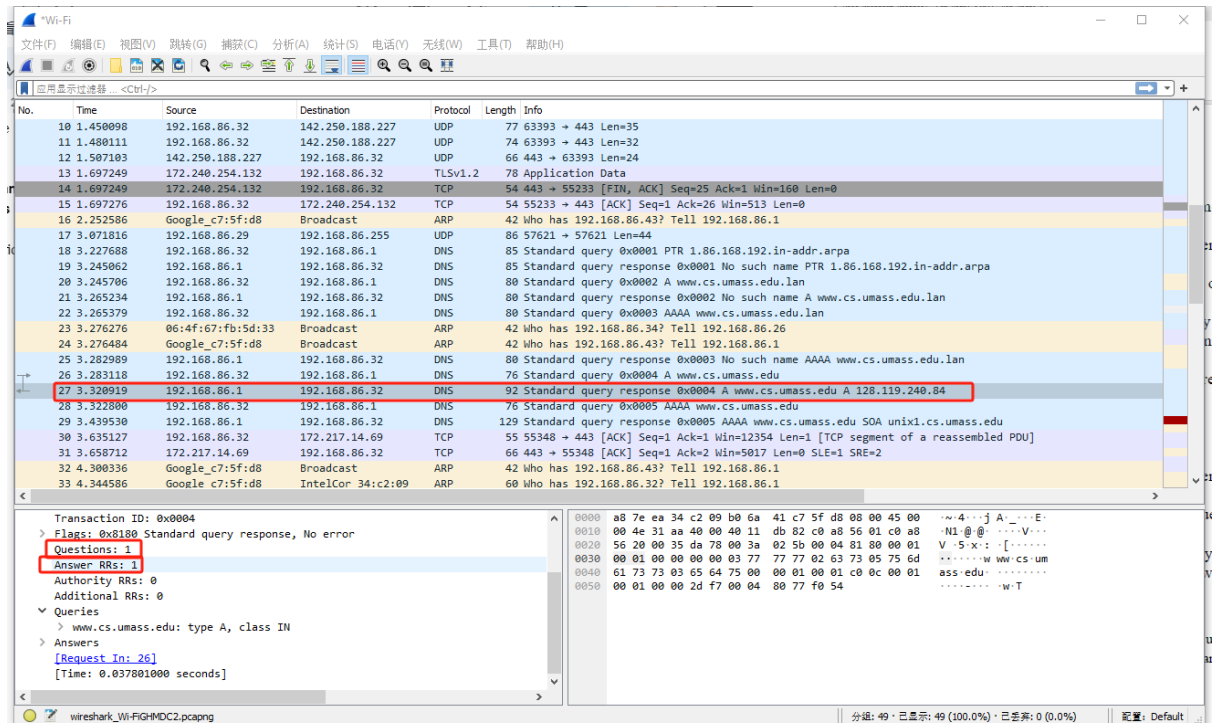 *Wi-Fi
文件(F) 编辑(E) 视图(V) 跳转(G) 捕获(C) 分析(A) 统计(S) 电话(Y) 无线(W) 工具(T) 帮助(H)
应用显示过滤器 … <Ctrl-/>
No. Time Source Destination Protocol Length Info
10 1.450098 192.168.86.32 142.250.188.227 UDP 77 63393 → 443 Len=35
11 1.480111 192.168.86.32 142.250.188.227 UDP 74 63393 → 443 Len=32
12 1.507103 142.250.188.227 192.168.86.32 UDP 66 443 → 63393 Len=24
13 1.697249 172.240.254.132 192.168.86.32 TLSv1.2 78 Application Data
14 1.697249 172.240.254.132 192.168.86.32 TCP 54 443 → 55233 [FIN, ACK] Seq=25 Ack=1 Win=160 Len=0
15 1.697276 192.168.86.32 172.240.254.132 TCP 54 55233 → 443 [ACK] Seq=1 Ack=26 Win=513 Len=0
16 2.252586 Google_c7:5f:d8 Broadcast ARP 42 Who has 192.168.86.43? Tell 192.168.86.1
17 3.071816 192.168.86.29 192.168.86.255 UDP 86 57621 → 57621 Len=44
18 3.227688 192.168.86.32 192.168.86.1 DNS 85 Standard query 0x0001 PTR 1.86.168.192.in-addr.arpa
19 3.245062 192.168.86.1 192.168.86.32 DNS 85 Standard query response 0x0001 No such name PTR 1.86.168.192.in-addr.arpa
20 3.245706 192.168.86.32 192.168.86.1 DNS 80 Standard query 0x0002 A www.cs.umass.edu.lan
21 3.265234 192.168.86.1 192.168.86.32 DNS 80 Standard query response 0x0002 No such name A www.cs.umass.edu.lan
22 3.265379 192.168.86.32 192.168.86.1 DNS 80 Standard query 0x0003 AAAA www.cs.umass.edu.lan
23 3.276276 06:4f:67:fb:5d:33 Broadcast ARP 42 Who has 192.168.86.34? Tell 192.168.86.26
24 3.276484 Google_c7:5f:d8 Broadcast ARP 42 Who has 192.168.86.34? Tell 192.168.86.1
25 3.282989 192.168.86.1 192.168.86.32 DNS 80 Standard query response 0x0003 No such name AAAA www.cs.umass.edu.lan
26 3.283118 192.168.86.32 192.168.86.1 DNS 76 Standard query 0x0004 A www.cs.umass.edu
27 3.320919 192.168.86.1 192.168.86.32 DNS 92 Standard query response 0x0004 A www.cs.umass.edu A 128.119.240.84
28 3.322800 192.168.86.32 192.168.86.1 DNS 76 Standard query 0x0005 AAAA www.cs.umass.edu
29 3.439530 192.168.86.1 192.168.86.32 DNS 129 Standard query response 0x0005 AAAA www.cs.umass.edu SOA unix1.cs.umass.edu
30 3.635127 192.168.86.32 172.217.14.69 TCP 55 55348 → 443 [ACK] Seq=1 Ack=1 Win=12354 Len=1 [TCP segment of a reassembled PDU]
31 3.658712 172.217.14.69 192.168.86.32 TCP 66 443 → 55348 [ACK] Seq=1 Ack=2 Win=5017 Len=0 SLE=1 SRE=2
32 4.300336 Google_c7:5f:d8 Broadcast ARP 42 Who has 192.168.86.43? Tell 192.168.86.1
33 4.344586 Google_c7:5f:d8 IntelCor_34:c2:09 ARP 60 Who has 192.168.86.32? Tell 192.168.86.1
Transaction ID: 0x0004
Flags: 0x8180 Standard query response, No error
Questions: 1
Answer RRs: 1
Authority RRs: 0
Additional RRs: 0
Queries
www.cs.umass.edu: type A, class IN
Answers
[Request In: 26]
[Time: 0.037801000 seconds]
0000 a8 7e ea 34 c2 09 b0 6a 41 c7 5f d8 08 00 45 00 ·~·4···j A·_···E·
0010 00 4e 31 aa 40 00 40 11 db 82 c0 a8 56 01 c0 a8 ·N1·@·@· ····V···
0020 56 20 00 35 da 78 00 3a 02 5b 00 04 81 80 00 01 V ·5·x·: ·[······
0030 00 01 00 00 00 00 03 77 77 77 02 63 73 05 75 6d ·······w ww·cs·um
0040 61 73 73 03 65 64 75 00 00 01 00 01 c0 0c 00 01 ass·edu· ········
0050 00 01 00 00 2d f7 00 04 80 77 f0 54 ····-··· ·w·T
wireshark_Wi-FiGHMDC2.pcapng
分组: 49 · 已显示: 49 (100.0%) · 已丢弃: 0 (0.0%)
配置: Default